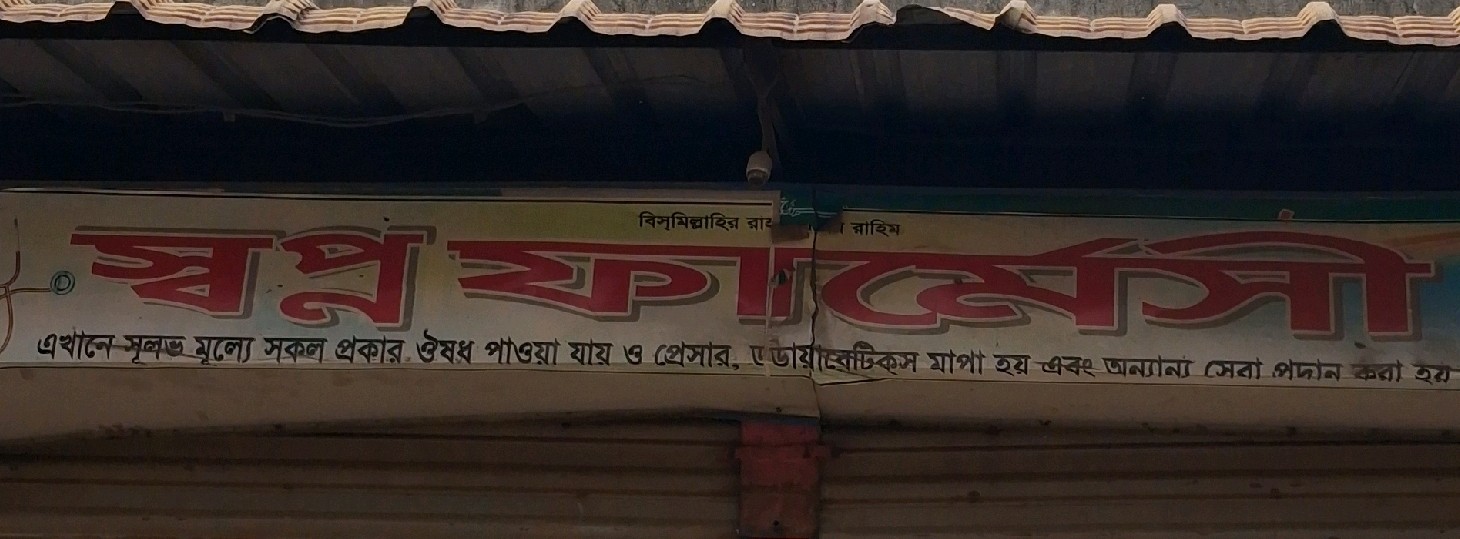 বিসমিল্লাহির রাহিম
স্বপ্ন ফার্মেসী
এখানে সুলভ মূল্যে সকল প্রকার ঔষধ পাওয়া যায় ও প্রেসার, ডায়াবেটিকস মাপা হয় এবং অন্যান্য সেবা প্রদান করা হয়